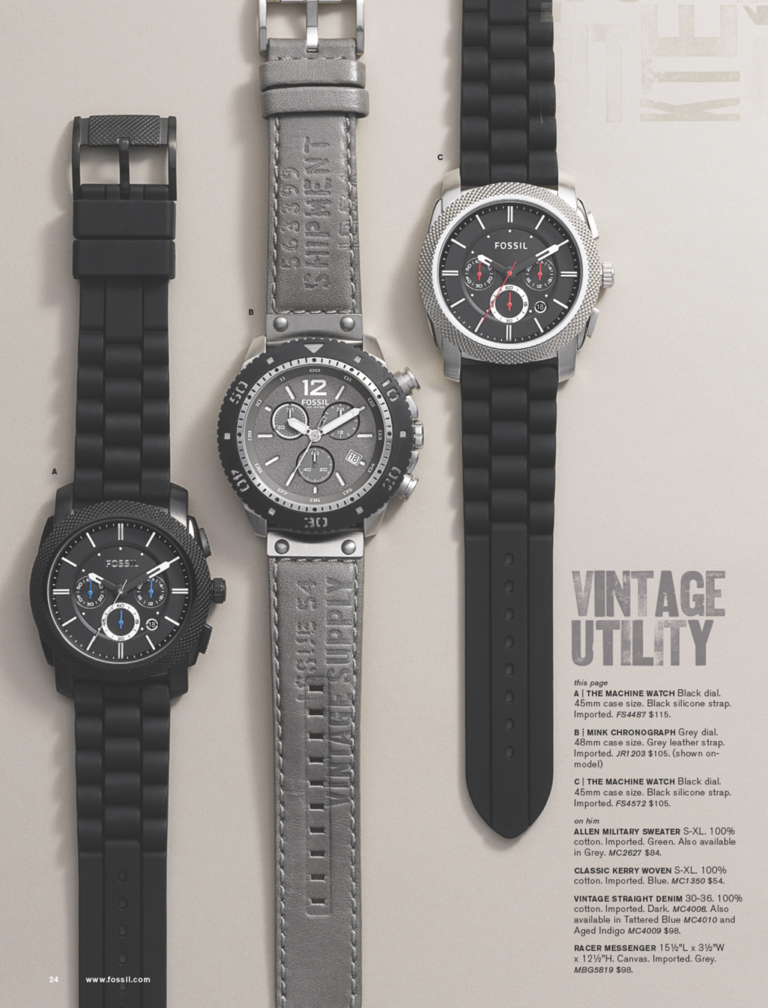 C
563399
SHIPMENT
FOSSIL
B
12
FOSSIL
18
A
FOSSIL
18
30
ISSUE 54
VINTAGE SUPPLY
VINTAGE
UTILITY
this page
A | THE MACHINE WATCH Black dial.
45mm case size. Black silicone strap.
Imported. FS4487 $115.
B | MINK CHRONOGRAPH Grey dial.
48mm case size. Grey leather strap.
Imported. JR1203 $105. (shown on-
model)
C | THE MACHINE WATCH Black dial.
45mm case size. Black silicone strap.
Imported. FS4572 $105.
on him
ALLEN MILITARY SWEATER S-XL. 100%
cotton. Imported. Green. Also available
in Grey. MC2627 $84.
CLASSIC KERRY WOVEN S-XL. 100%
cotton. Imported. Blue. MC1350 $54.
VINTAGE STRAIGHT DENIM 30-36. 100%
cotton. Imported. Dark. MC4008. Also
available in Tattered Blue MC4010 and
Aged Indigo MC4009 $98.
RACER MESSENGER 15½"L x 3½"W
x 12½"H. Canvas. Imported. Grey.
MBG5819 $98.
24 www.fossil.com